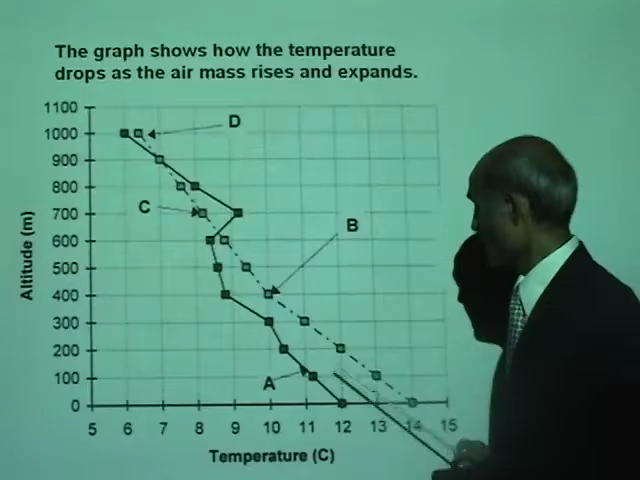 The graph shows how the temperature
drops as the air mass rises and expands.
1100
1000
900
800
700
600
500
400
300
200
100
0
D
C
B
A
Altitude (m)
5 6 7 8 9 10 11 12 13 14 15
Temperature (C)